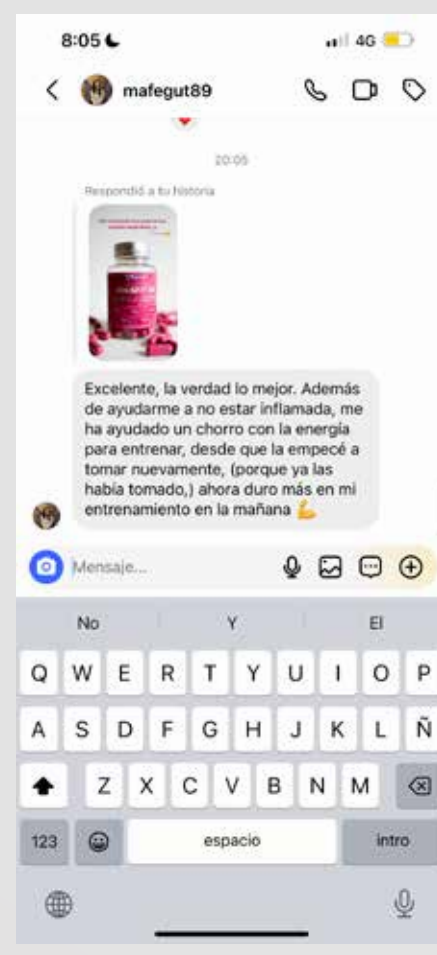 8:05
4G
mafegut89
20:05
Respondió a tu historia
Excelente, la verdad lo mejor. Además
de ayudarme a no estar inflamada, me
ha ayudado un chorro con la energía
para entrenar, desde que la empecé a
tomar nuevamente, (porque ya las
había tomado,) ahora duro más en mi
entrenamiento en la mañana 💪
Mensaje...
No Y El
Q W E R T Y U I O P
A S D F G H J K L Ñ
Z X C V B N M
123 espacio intro